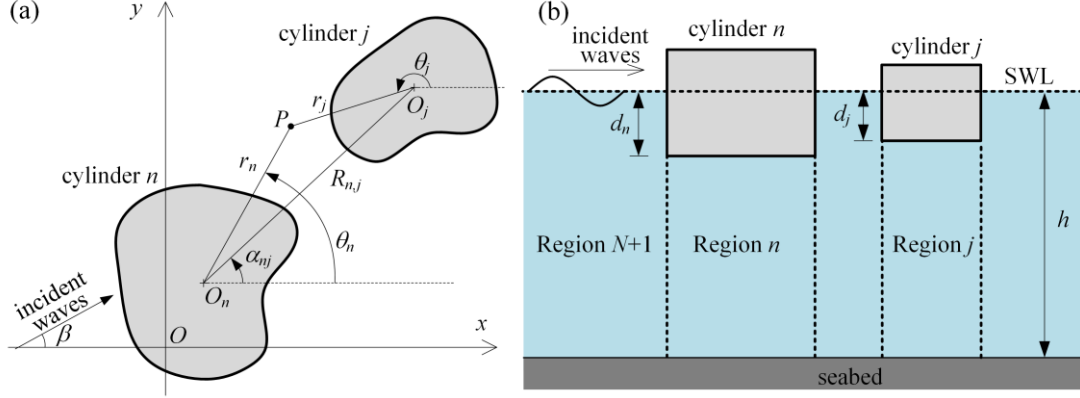 (a)
y
cylinder j
θj
rj
Oj
P
rn
Rn,j
cylinder n
θn
αnj
On
incident
waves
β
O
x
(b)
incident
waves
cylinder n
cylinder j
SWL
dn
dj
h
Region N+1
Region n
Region j
seabed